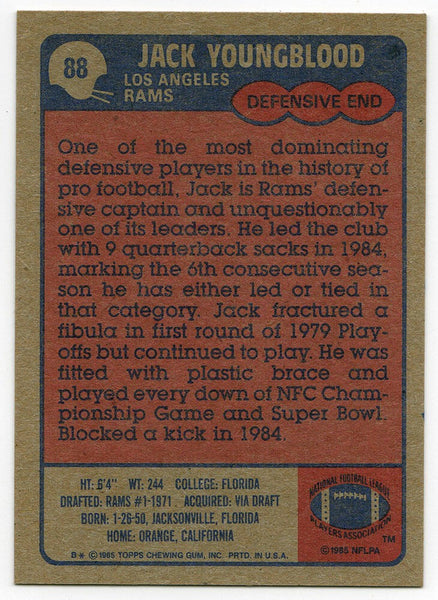 88
JACK YOUNGBLOOD
LOS ANGELES
RAMS
DEFENSIVE END
One of the most dominating
defensive players in the history of
pro football, Jack is Rams' defen-
sive captain and unquestionably
one of its leaders. He led the club
with 9 quarterback sacks in 1984,
marking the 6th consecutive sea-
son he has either led or tied in
that category. Jack fractured a
fibula in first round of 1979 Play-
offs but continued to play. He was
fitted with plastic brace and
played every down of NFC Cham-
pionship Game and Super Bowl.
Blocked a kick in 1984.
HT: 6'4" WT: 244 COLLEGE: FLORIDA
DRAFTED: RAMS #1-1971 ACQUIRED: VIA DRAFT
BORN: 1-26-50, JACKSONVILLE, FLORIDA
HOME: ORANGE, CALIFORNIA
B* © 1985 TOPPS CHEWING GUM, INC. PRTD. IN U.S.A.
NATIONAL FOOTBALL LEAGUE
PLAYERS ASSOCIATION
TM
© 1985 NFLPA